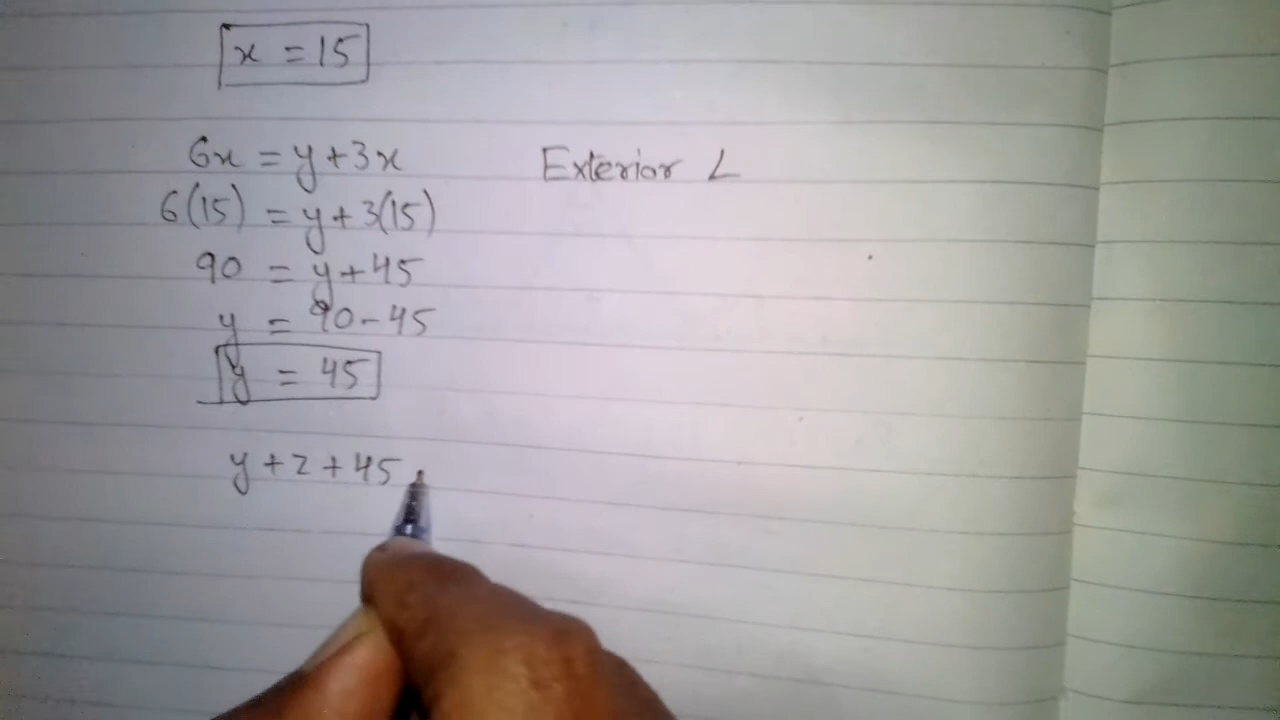 x = 15
6x = y+3x Exterior ∠
6(15) = y+3(15)
90 = y+45
y = 90-45
y = 45
y+z+45